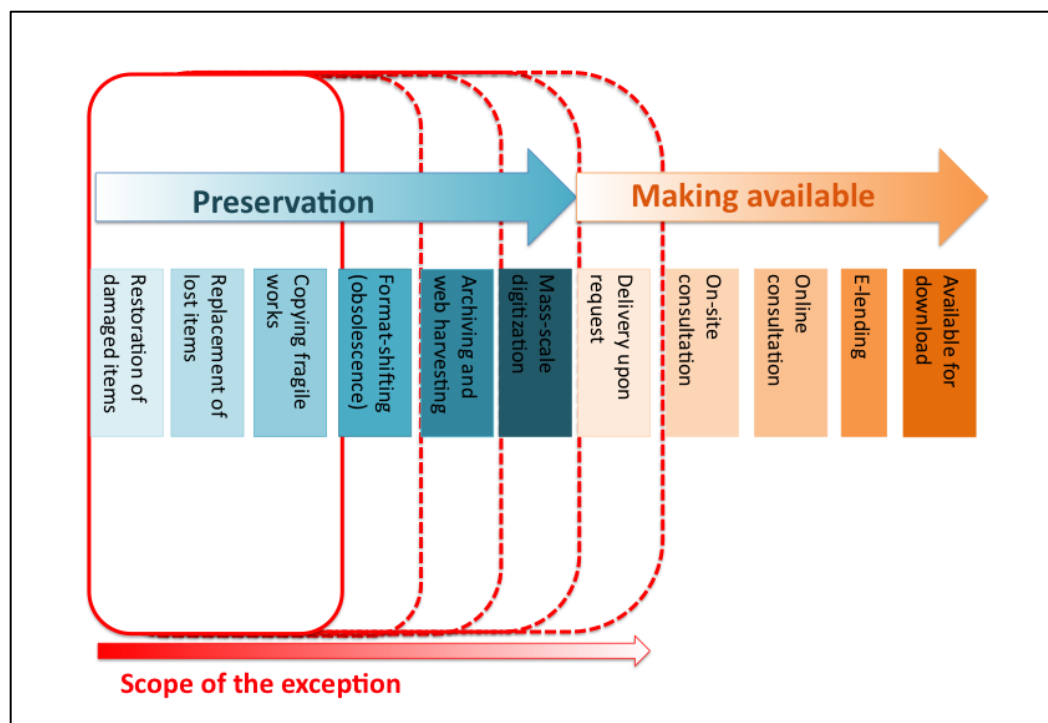 Preservation
Making available
Restoration of
damaged items
Replacement of
lost items
Copying fragile
works
Format-shifting
(obsolescence)
Archiving and
web harvesting
Mass-scale
digitization
Delivery upon
request
On-site
consultation
Online
consultation
E-lending
Available for
download
Scope of the exception